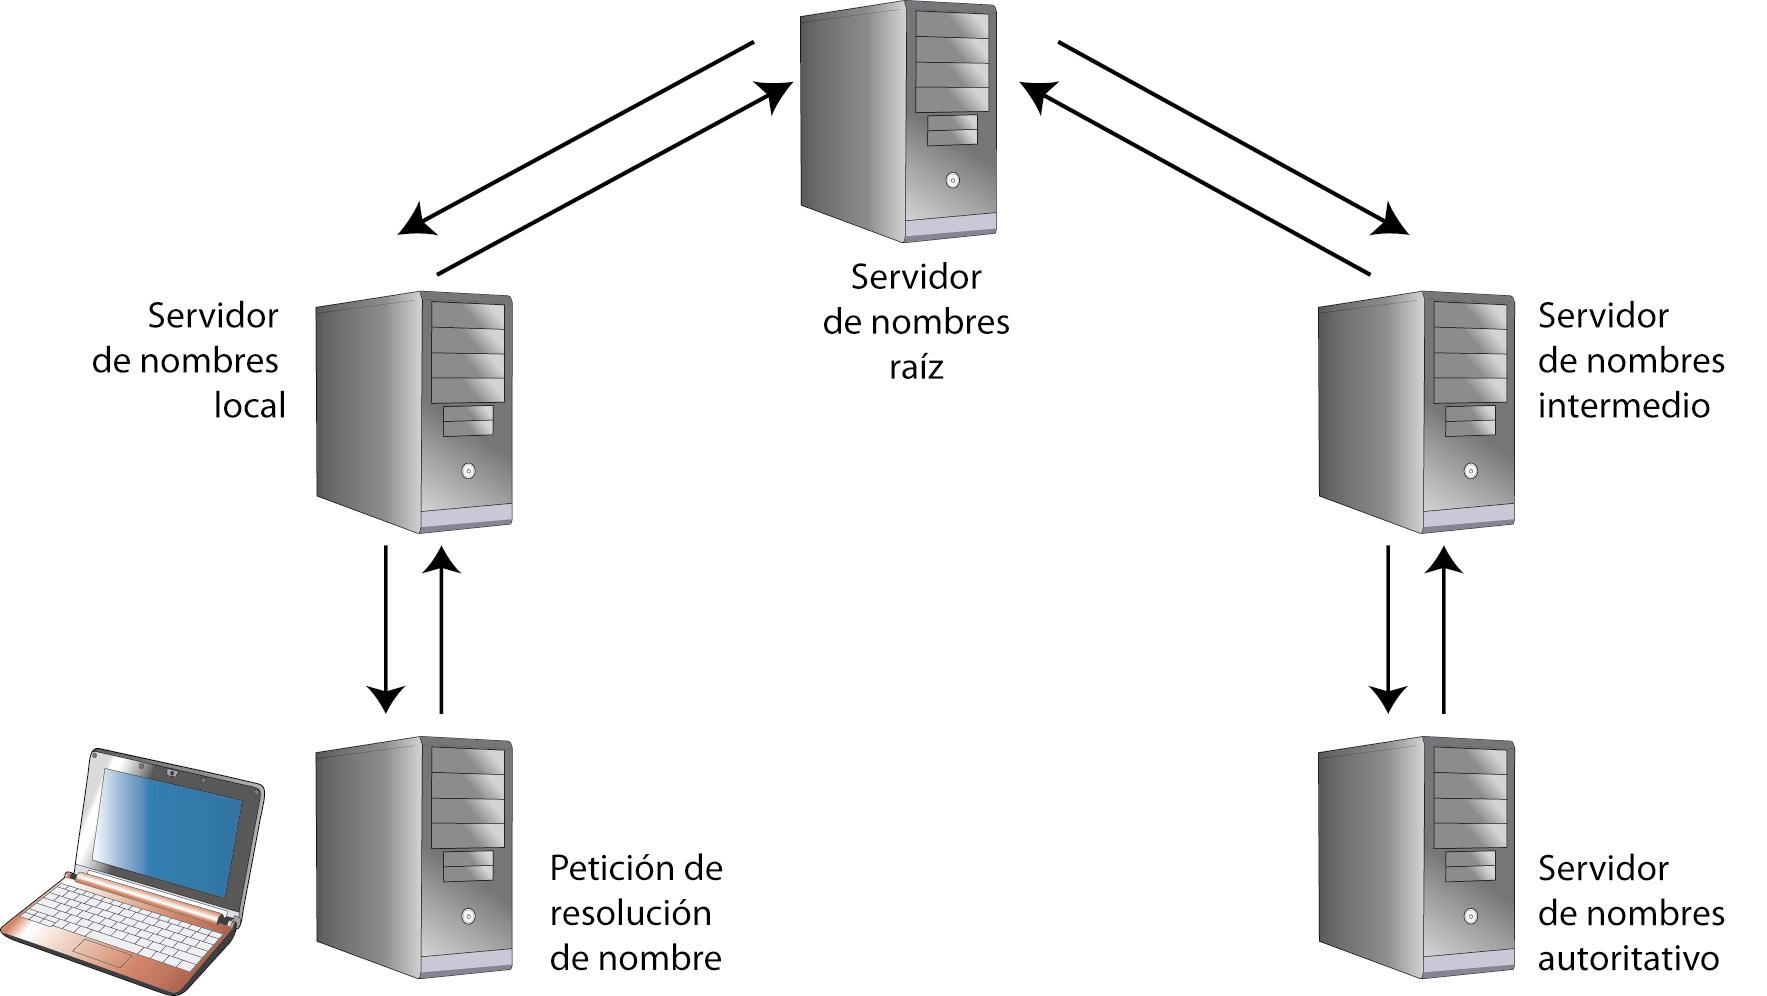 Servidor
de nombres
raíz
Servidor
de nombres
local
Servidor
de nombres
intermedio
Petición de
resolución
de nombre
Servidor
de nombres
autoritativo